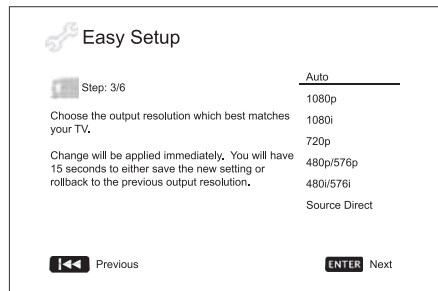 Easy Setup
Step: 3/6
Choose the output resolution which best matches
your TV.
Change will be applied immediately. You will have
15 seconds to either save the new setting or
rollback to the previous output resolution.
Auto
1080p
1080i
720p
480p/576p
480i/576i
Source Direct
Previous
ENTER Next